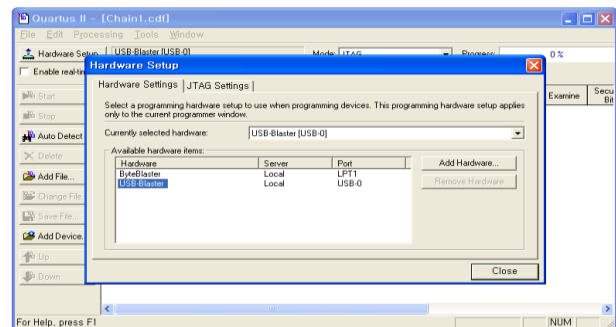 Quartus II - [Chain1.cdf]
File Edit Processing Tools Window
Hardware Setup USB-Blaster [USB-0] Mode: JTAG Progress: 0 %
Enable real-tim
Hardware Setup
Hardware Settings JTAG Settings
Start
Stop
Auto Detect
Delete
Add File...
Change File
Save File...
Add Device.
Up
Down
Examine Secu
Bit
Select a programming hardware setup to use when programming devices. This programming hardware setup applies
only to the current programmer window.
Currently selected hardware: USB-Blaster [USB-0]
Available hardware items:
Hardware Server Port
ByteBlaster Local LPT1
USB-Blaster Local USB-0
Add Hardware...
Remove Hardware
Close
For Help, press F1
NUM